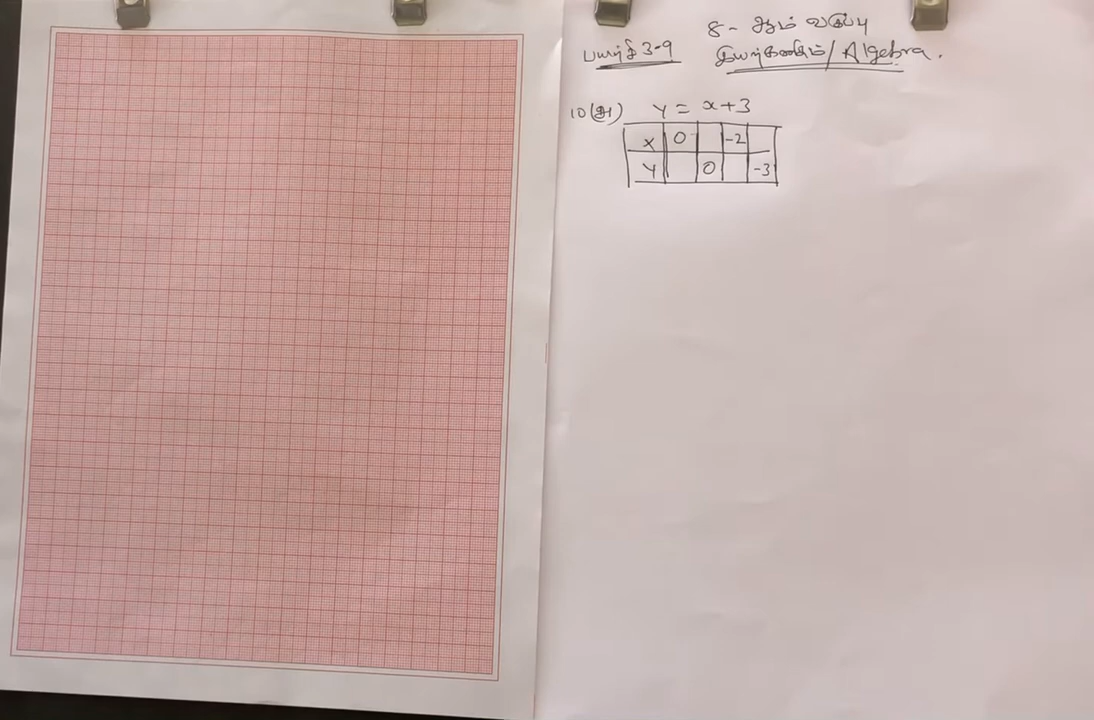 8 - ஆம் வகுப்பு
பயிற்சி 3-9 இயற்கணிதம் / Algebra.
10 (அ) y = x + 3
x 0 -2
y 0 -3